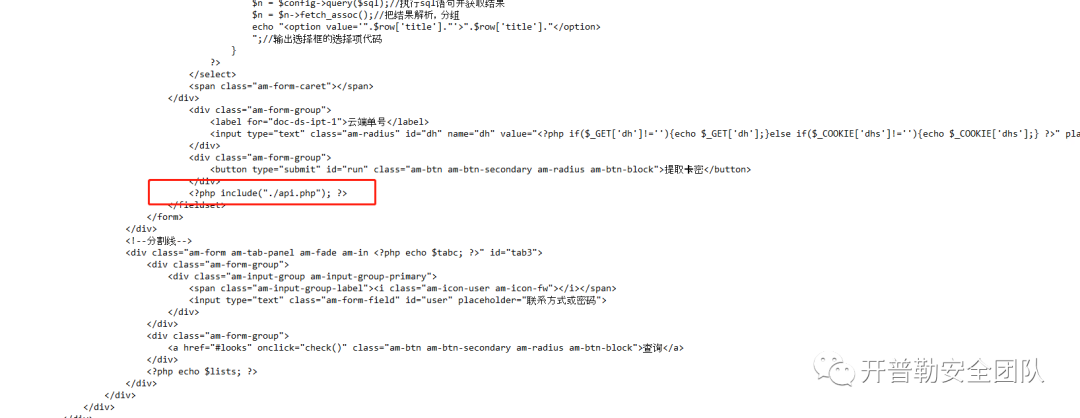 $n = $config->query($sql);//执行sql语句并获取结果
$n = $n->fetch_assoc();//把结果解析，分组
echo "<option value='".$row['title']."'>".$row['title']."</option>
";//输出选择框的选择项代码
}
?>
</select>
<span class="am-form-caret"></span>
</div>
<div class="am-form-group">
<label for="doc-ds-ipt-1">云端单号</label>
<input type="text" class="am-radius" id="dh" name="dh" value="<?php if($_GET['dh']!=''){echo $_GET['dh'];}else if($_COOKIE['dhs']!=''){echo $_COOKIE['dhs'];} ?>" pla
</div>
<div class="am-form-group">
<button type="submit" id="run" class="am-btn am-btn-secondary am-radius am-btn-block">提取卡密</button>
</div>
<?php include("./api.php"); ?>
</fieldset>
</form>
</div>
<!--分割线-->
<div class="am-form am-tab-panel am-fade am-in <?php echo $tabc; ?>" id="tab3">
<div class="am-form-group">
<div class="am-input-group am-input-group-primary">
<span class="am-input-group-label"><i class="am-icon-user am-icon-fw"></i></span>
<input type="text" class="am-form-field" id="user" placeholder="联系方式或密码">
</div>
</div>
<div class="am-form-group">
<a href="#looks" onclick="check()" class="am-btn am-btn-secondary am-radius am-btn-block">查询</a>
</div>
<?php echo $lists; ?>
</div>
</div>
</div>
开普勒安全团队